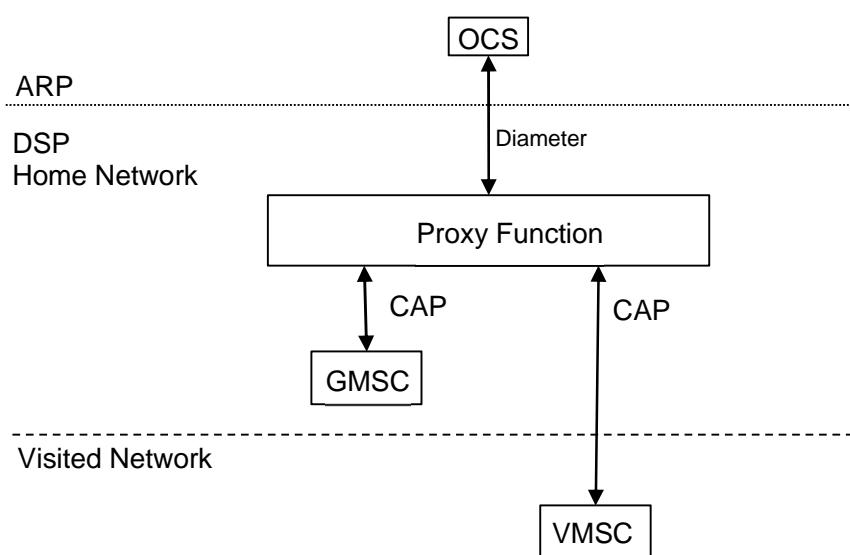 OCS
ARP
DSP
Diameter
Home Network
Proxy Function
CAP
CAP
GMSC
Visited Network
VMSC